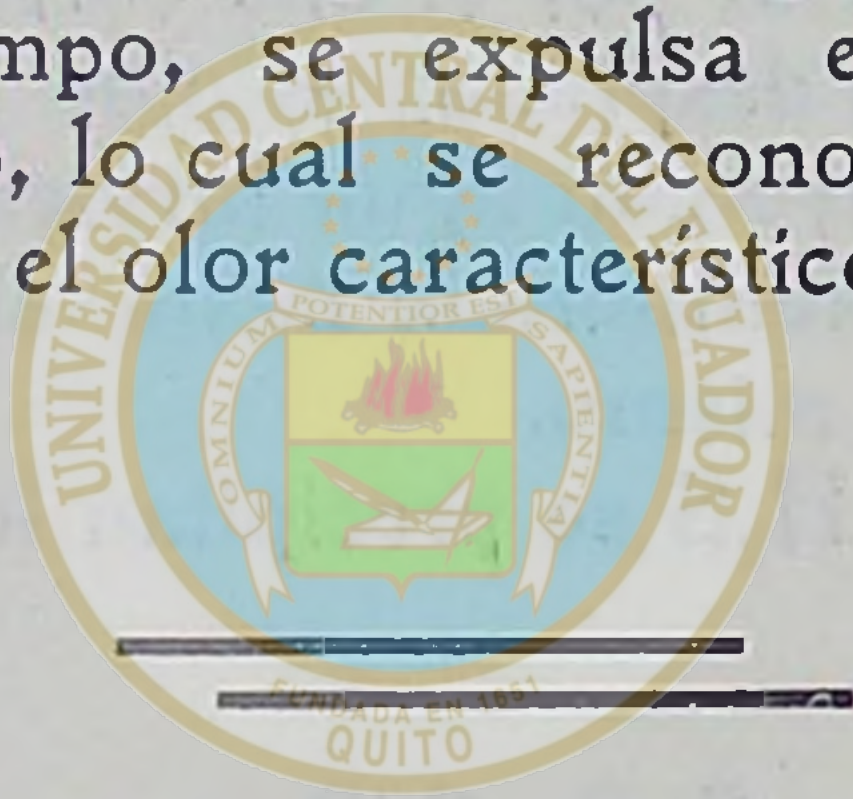 mpo, se expulsa e
, lo cual se recono
el olor característico
UNIVERSIDAD CENTRAL DEL ECUADOR
OMNIUM POTENTIOR EST SAPIENTIA
FUNDADA EN 1651
QUITO